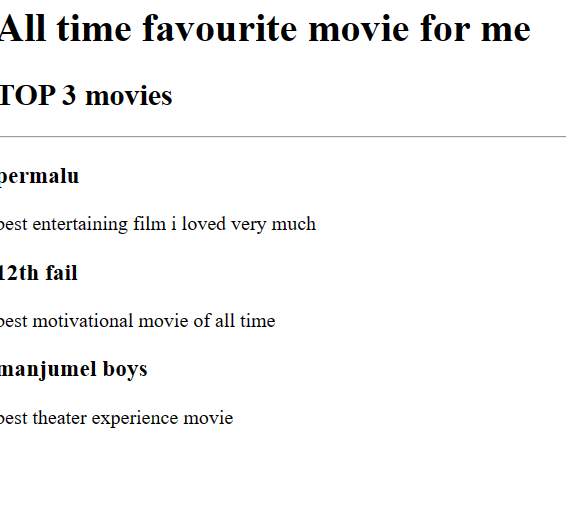 All time favourite movie for me
TOP 3 movies
permalu
best entertaining film i loved very much
12th fail
best motivational movie of all time
manjumel boys
best theater experience movie